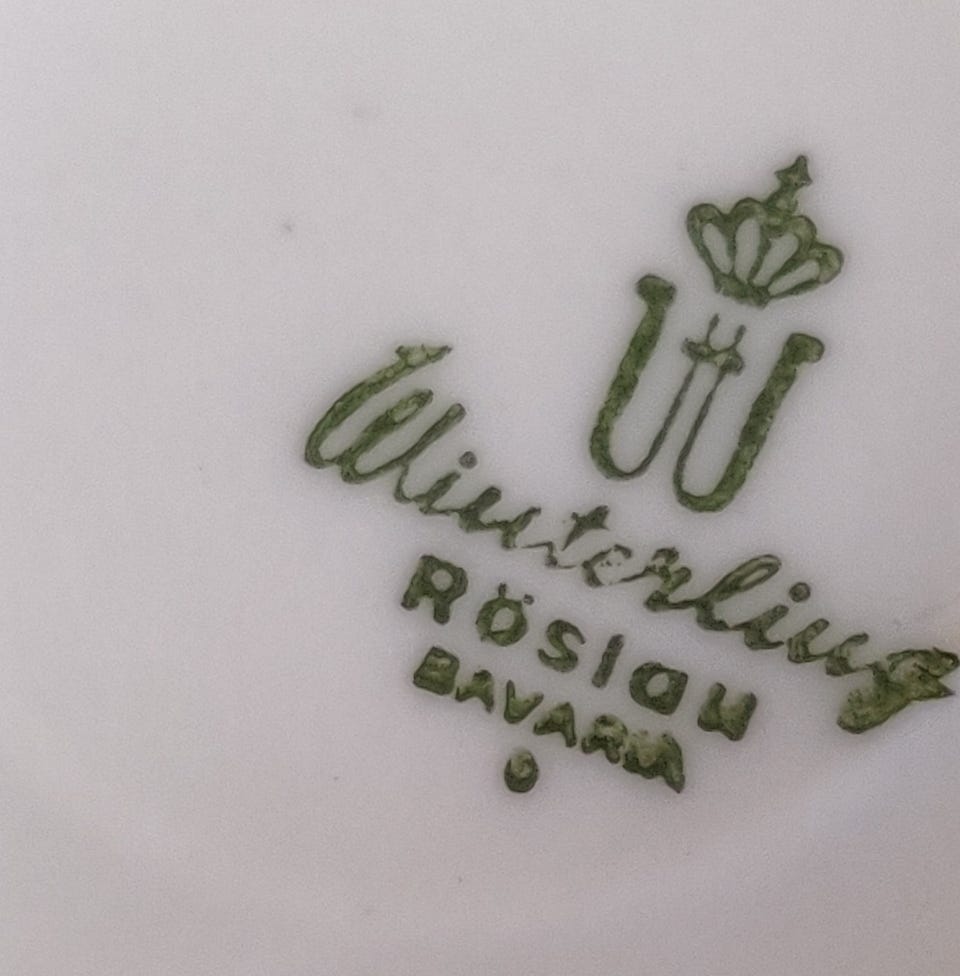 W
Winterling
Röslau
BAVARIA